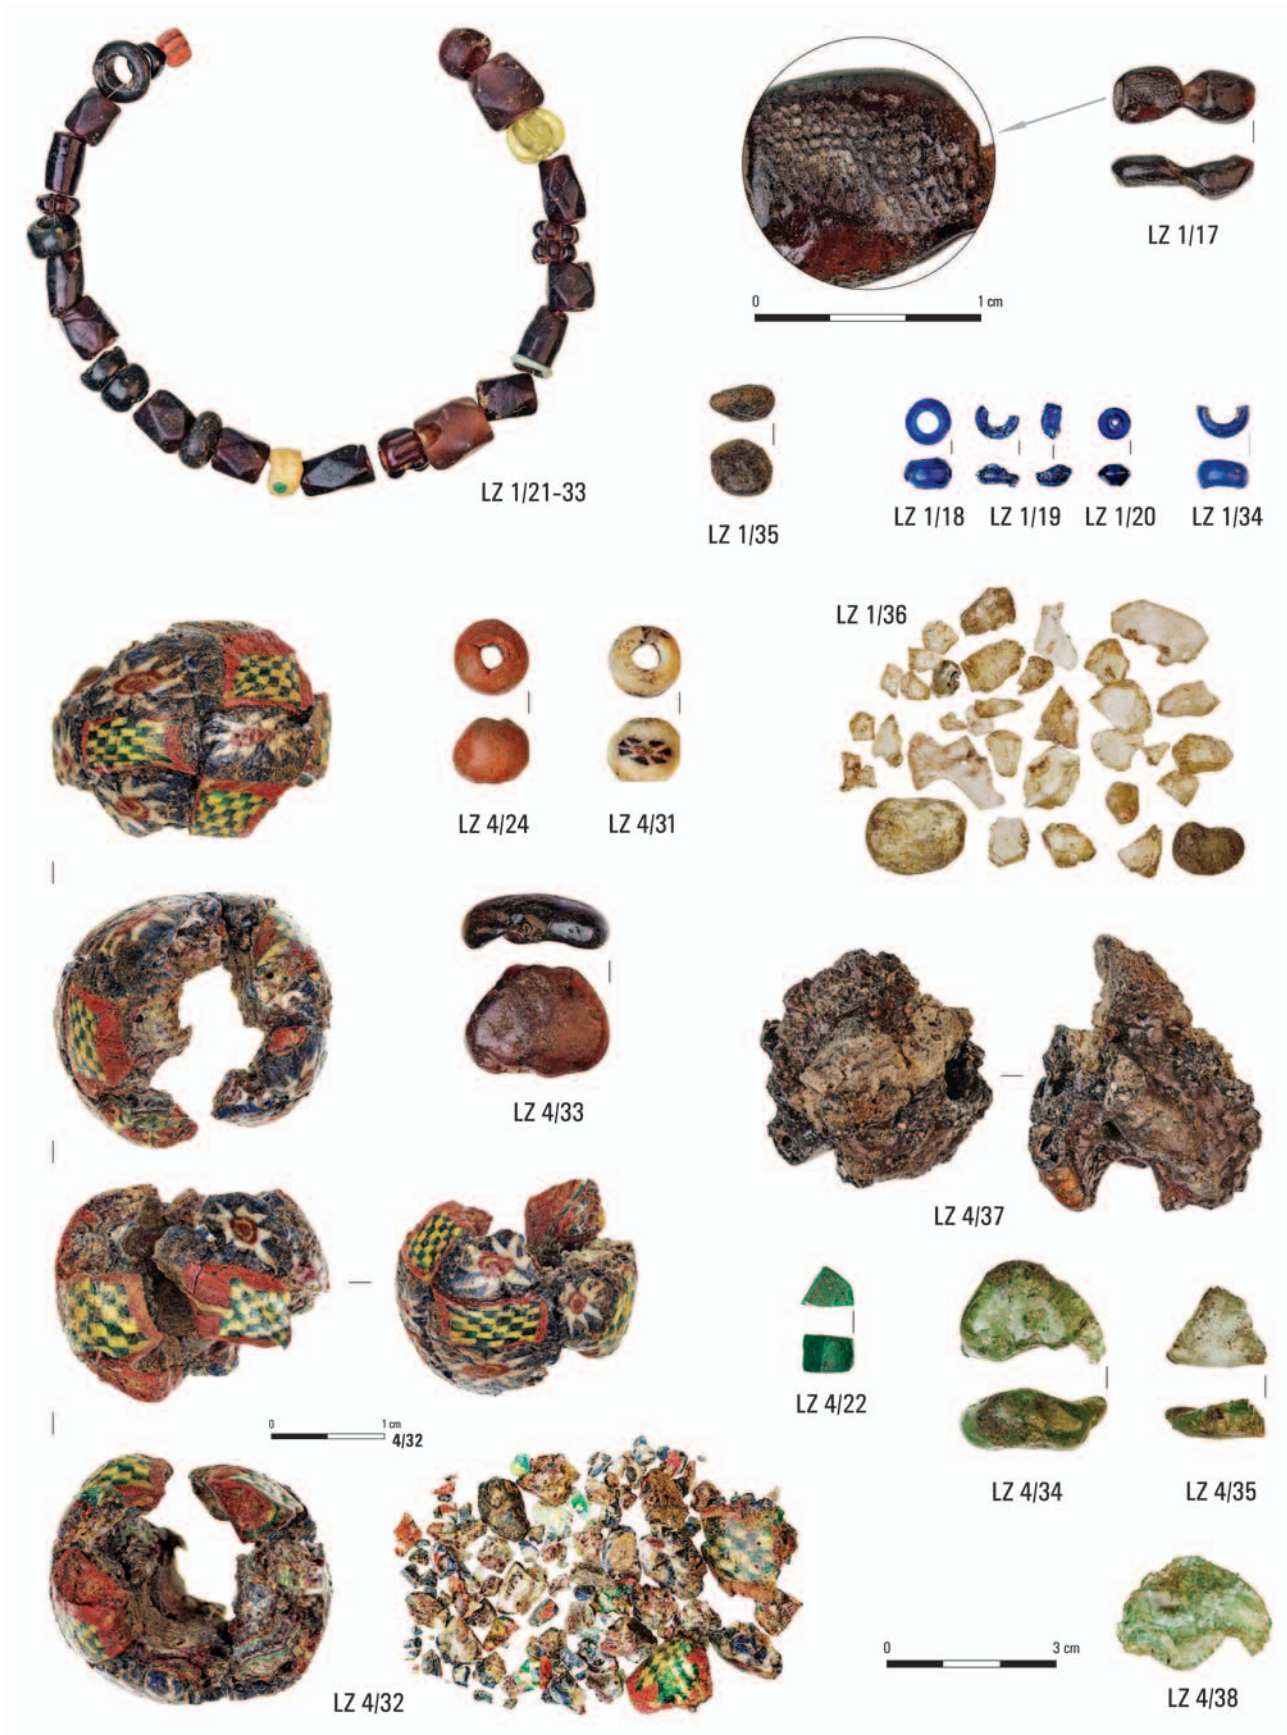 LZ 1/17
0 1 cm
LZ 1/21-33
LZ 1/35
LZ 1/18 LZ 1/19 LZ 1/20 LZ 1/34
LZ 1/36
LZ 4/24 LZ 4/31
LZ 4/33
LZ 4/37
LZ 4/22
0 1 cm
4/32
LZ 4/34 LZ 4/35
0 3 cm
LZ 4/32
LZ 4/38